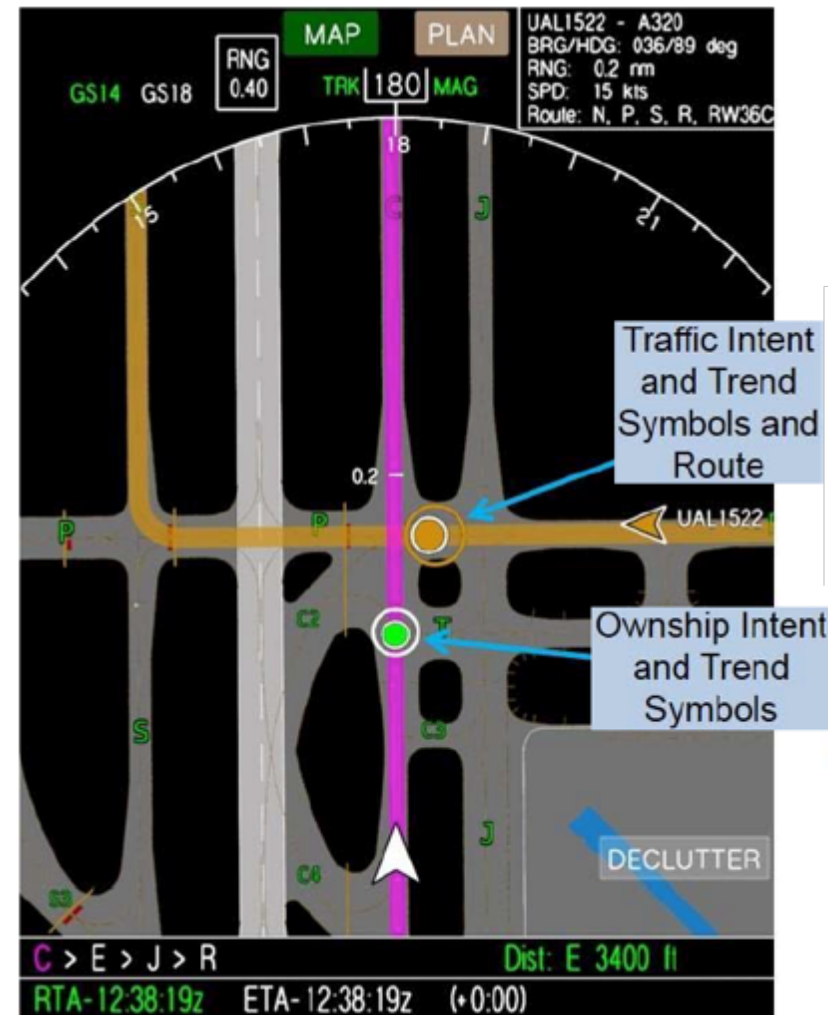 MAP
PLAN
UAL1522 - A320
BRG/HDG: 036/89 deg
RNG: 0.2 nm
SPD: 15 kts
Route: N, P, S, R, RW36C
GS14 GS18
RNG
0.40
TRK 180 MAG
18
15
21
C
J
Traffic Intent
and Trend
Symbols and
Route
0.2
P
P
UAL1522
C2
T
Ownship Intent
and Trend
Symbols
S
C3
J
DECLUTTER
C4
S3
C > E > J > R
Dist: E 3400 ft
RTA-12:38:19z ETA-12:38:19z (+0:00)